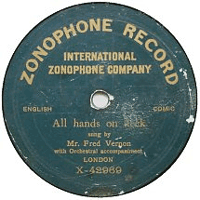 ZONOPHONE RECORD
INTERNATIONAL
ZONOPHONE COMPANY
ENGLISH COMIC
All hands on
sung by
Mr. Fred Vernon
with Orchestral accompaniment
LONDON
X-42969